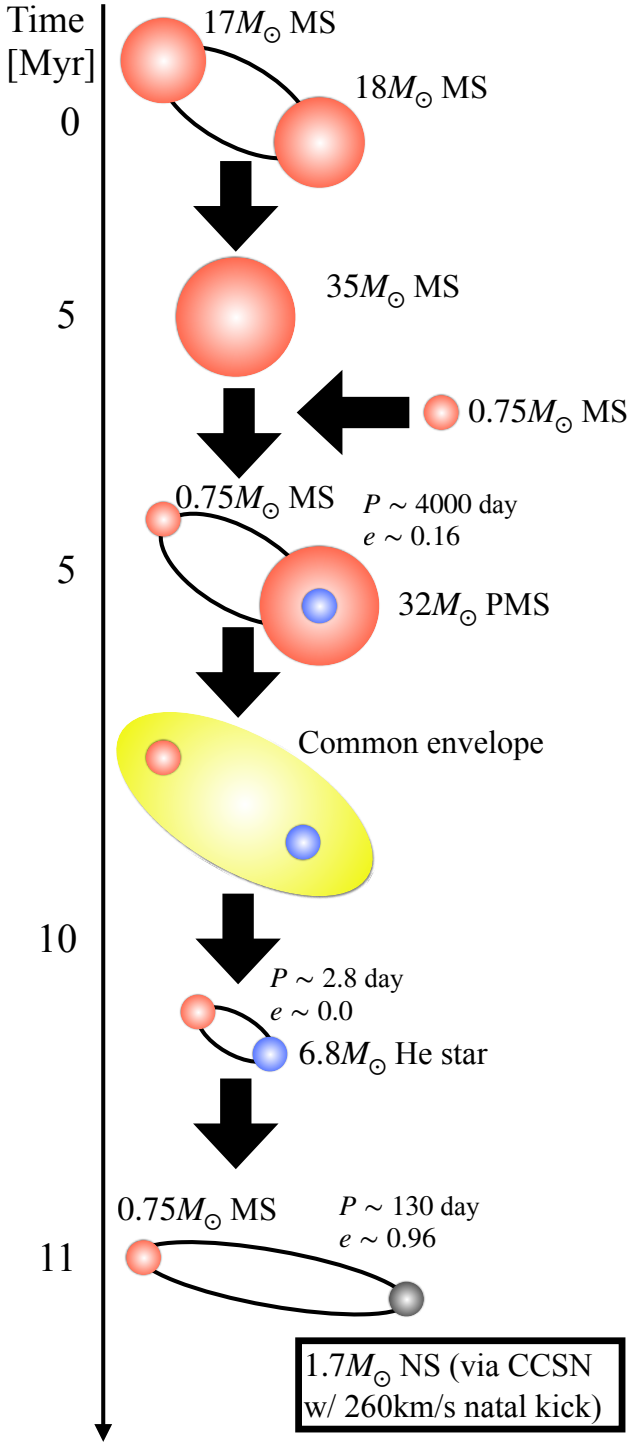 Time
[Myr]
17M⊙ MS
18M⊙ MS
0
35M⊙ MS
5
0.75M⊙ MS
0.75M⊙ MS
P ~ 4000 day
e ~ 0.16
5
32M⊙ PMS
Common envelope
10
P ~ 2.8 day
e ~ 0.0
6.8M⊙ He star
0.75M⊙ MS
P ~ 130 day
e ~ 0.96
11
1.7M⊙ NS (via CCSN
w/ 260km/s natal kick)